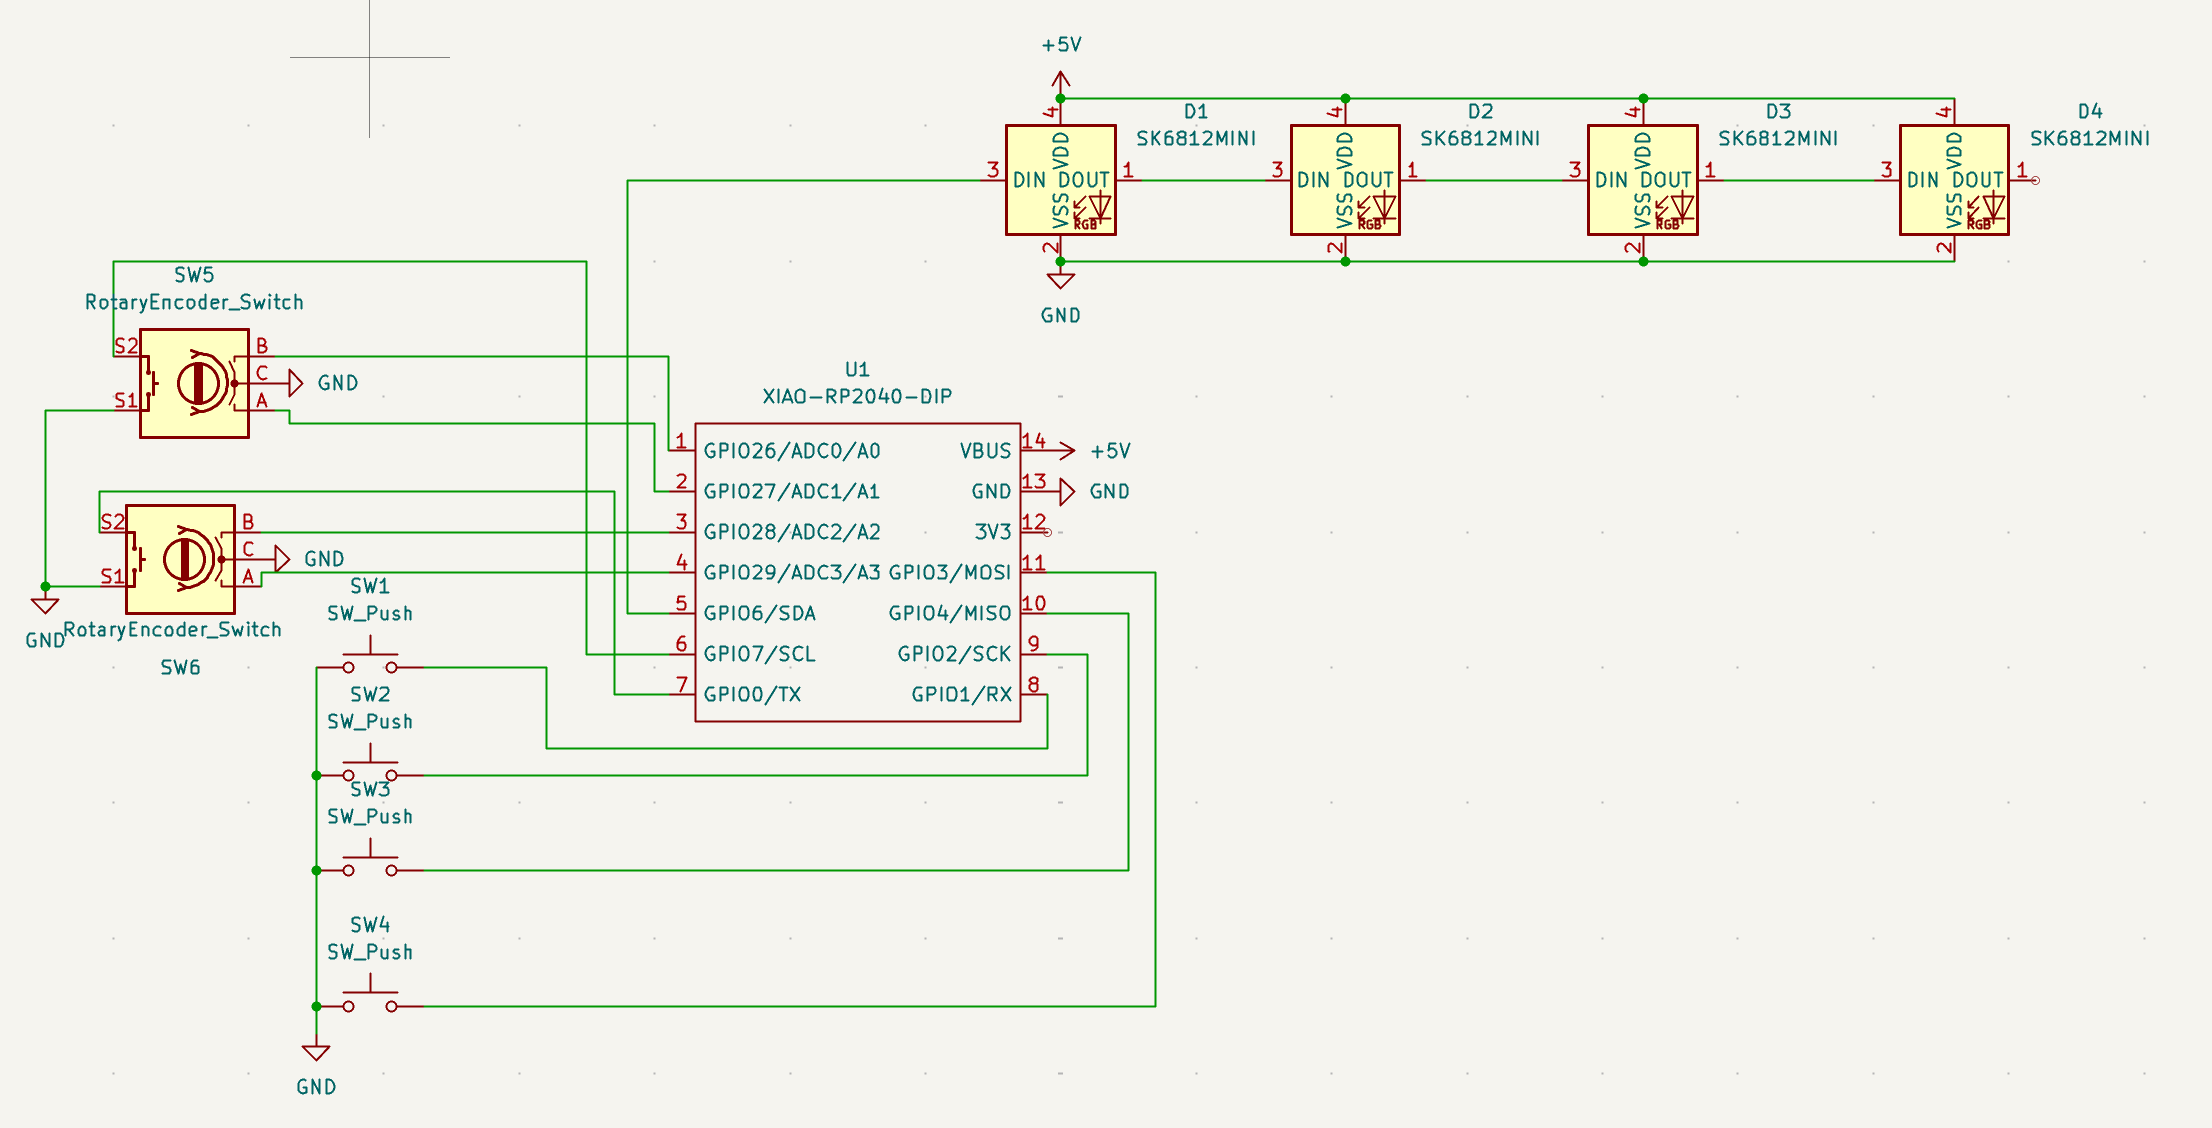 +5V
D1
SK6812MINI
D2
SK6812MINI
D3
SK6812MINI
D4
SK6812MINI
4
VDD
3
DIN
DOUT
1
VSS
RGB
2
4
VDD
3
DIN
DOUT
1
VSS
RGB
2
4
VDD
3
DIN
DOUT
1
VSS
RGB
2
4
VDD
3
DIN
DOUT
1
VSS
RGB
2
GND
SW5
RotaryEncoder_Switch
S2
B
C
GND
S1
A
S2
B
C
GND
S1
A
GND
RotaryEncoder_Switch
SW6
U1
XIAO-RP2040-DIP
1 GPIO26/ADC0/A0
VBUS 14 +5V
2 GPIO27/ADC1/A1
GND 13 GND
3 GPIO28/ADC2/A2
3V3 12
4 GPIO29/ADC3/A3
GPIO3/MOSI 11
5 GPIO6/SDA
GPIO4/MISO 10
6 GPIO7/SCL
GPIO2/SCK 9
7 GPIO0/TX
GPIO1/RX 8
SW1
SW_Push
SW2
SW_Push
SW3
SW_Push
SW4
SW_Push
GND